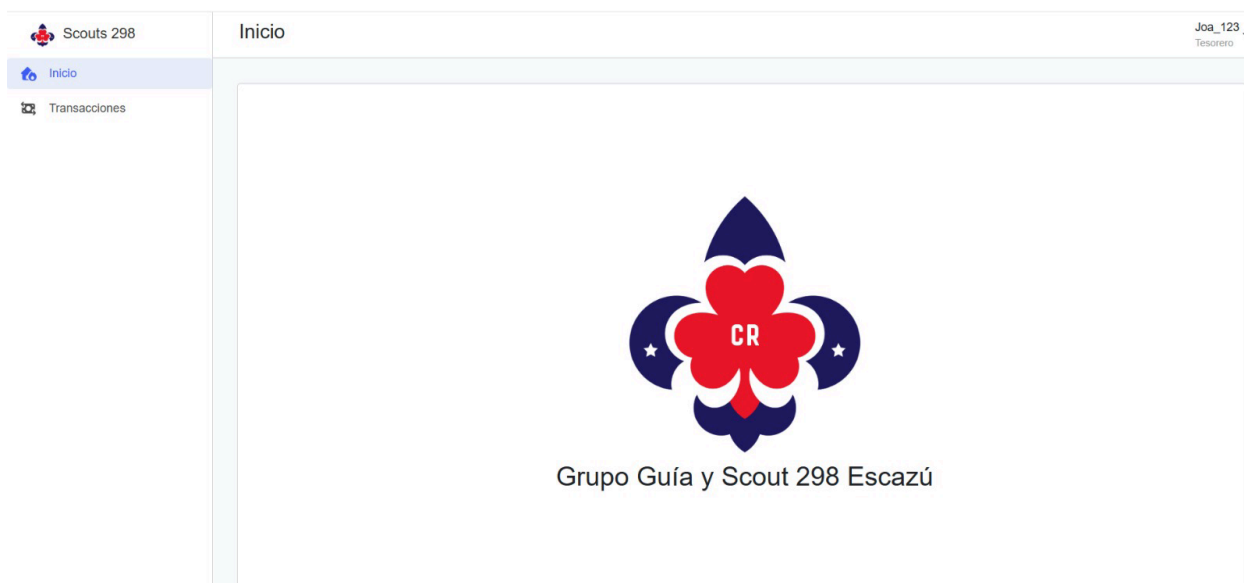 Scouts 298
Inicio
Joa_123
Tesorero
Inicio
Transacciones
CR
Grupo Guía y Scout 298 Escazú